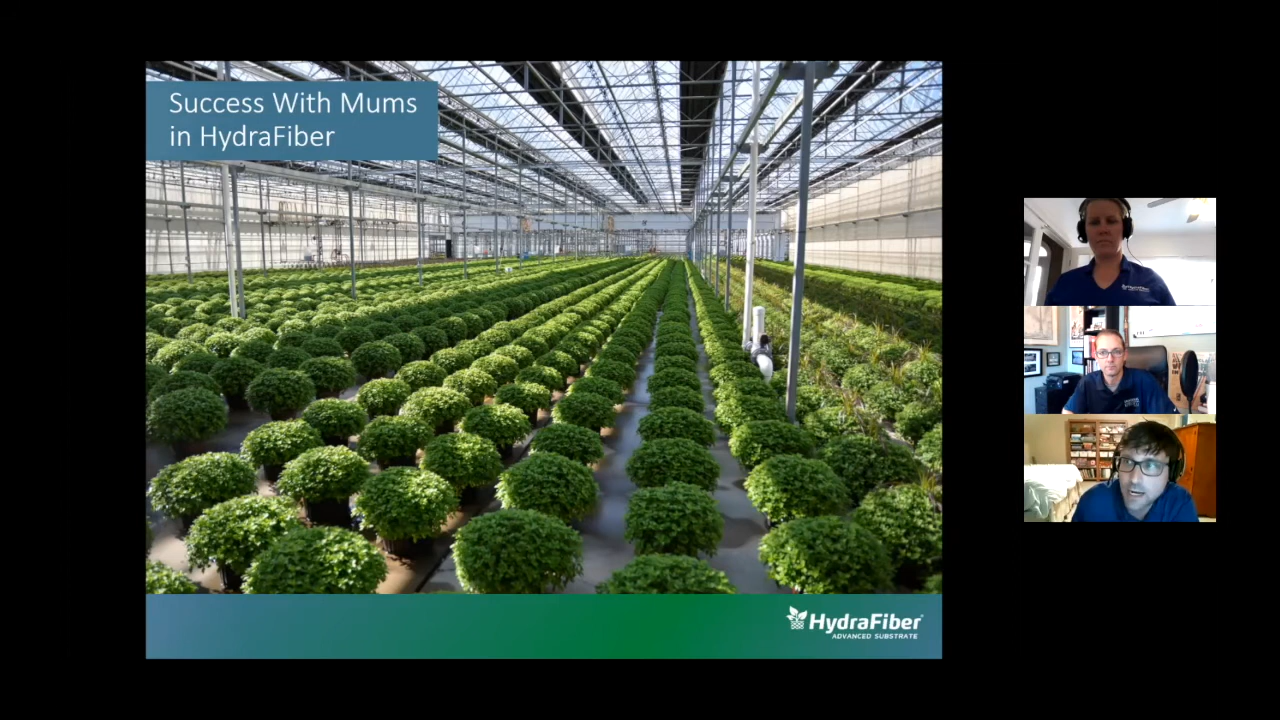 Success With Mums
in HydraFiber
HydraFiber
ADVANCED SUBSTRATE